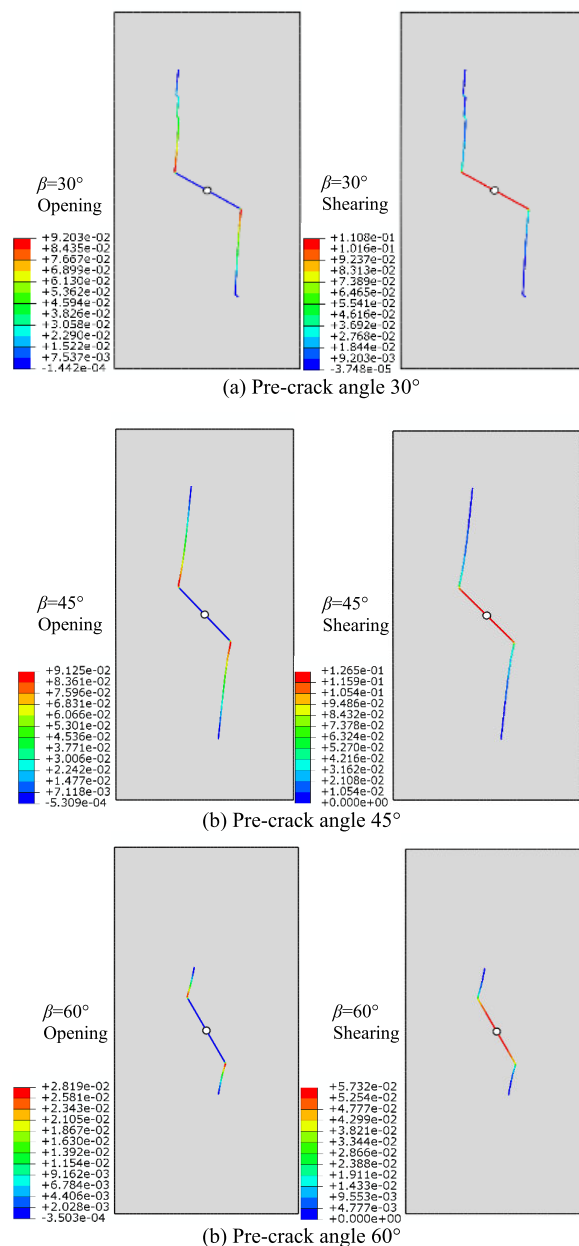 β=30°
Opening
+9.203e-02
+8.435e-02
+7.667e-02
+6.899e-02
+6.130e-02
+5.362e-02
+4.594e-02
+3.826e-02
+3.058e-02
+2.290e-02
+1.522e-02
+7.537e-03
-1.442e-04
β=30°
Shearing
+1.108e-01
+1.016e-01
+9.237e-02
+8.313e-02
+7.389e-02
+6.465e-02
+5.541e-02
+4.616e-02
+3.692e-02
+2.768e-02
+1.844e-02
+9.203e-03
-3.748e-05
(a) Pre-crack angle 30°
β=45°
Opening
+9.125e-02
+8.361e-02
+7.596e-02
+6.831e-02
+6.066e-02
+5.301e-02
+4.536e-02
+3.771e-02
+3.006e-02
+2.242e-02
+1.477e-02
+7.118e-03
-5.309e-04
β=45°
Shearing
+1.265e-01
+1.159e-01
+1.054e-01
+9.486e-02
+8.432e-02
+7.378e-02
+6.324e-02
+5.270e-02
+4.216e-02
+3.162e-02
+2.108e-02
+1.054e-02
+0.000e+00
(b) Pre-crack angle 45°
β=60°
Opening
+2.819e-02
+2.581e-02
+2.343e-02
+2.105e-02
+1.867e-02
+1.630e-02
+1.392e-02
+1.154e-02
+9.162e-03
+6.784e-03
+4.406e-03
+2.028e-03
-3.503e-04
β=60°
Shearing
+5.732e-02
+5.254e-02
+4.777e-02
+4.299e-02
+3.821e-02
+3.344e-02
+2.866e-02
+2.388e-02
+1.911e-02
+1.433e-02
+9.553e-03
+4.777e-03
+0.000e+00
(b) Pre-crack angle 60°